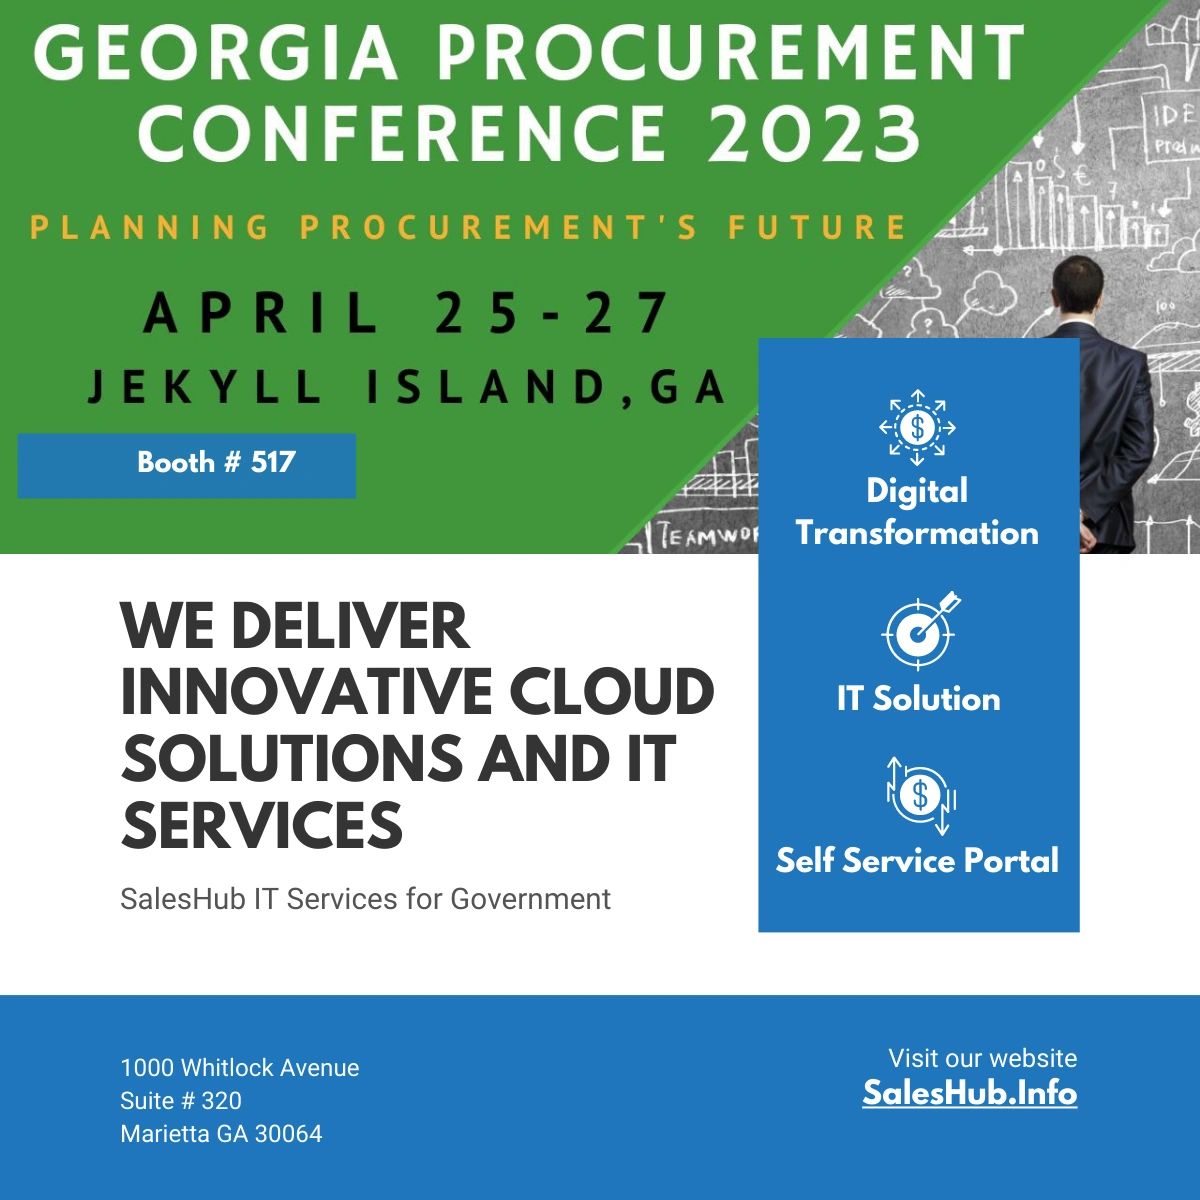 GEORGIA PROCUREMENT
CONFERENCE 2023
PLANNING PROCUREMENT'S FUTURE
APRIL 25-27
JEKYLL ISLAND,GA
Booth # 517
IDE
TEAMWOR
Digital
Transformation
IT Solution
Self Service Portal
WE DELIVER
INNOVATIVE CLOUD
SOLUTIONS AND IT
SERVICES
SalesHub IT Services for Government
1000 Whitlock Avenue
Suite # 320
Marietta GA 30064
Visit our website
SalesHub.Info